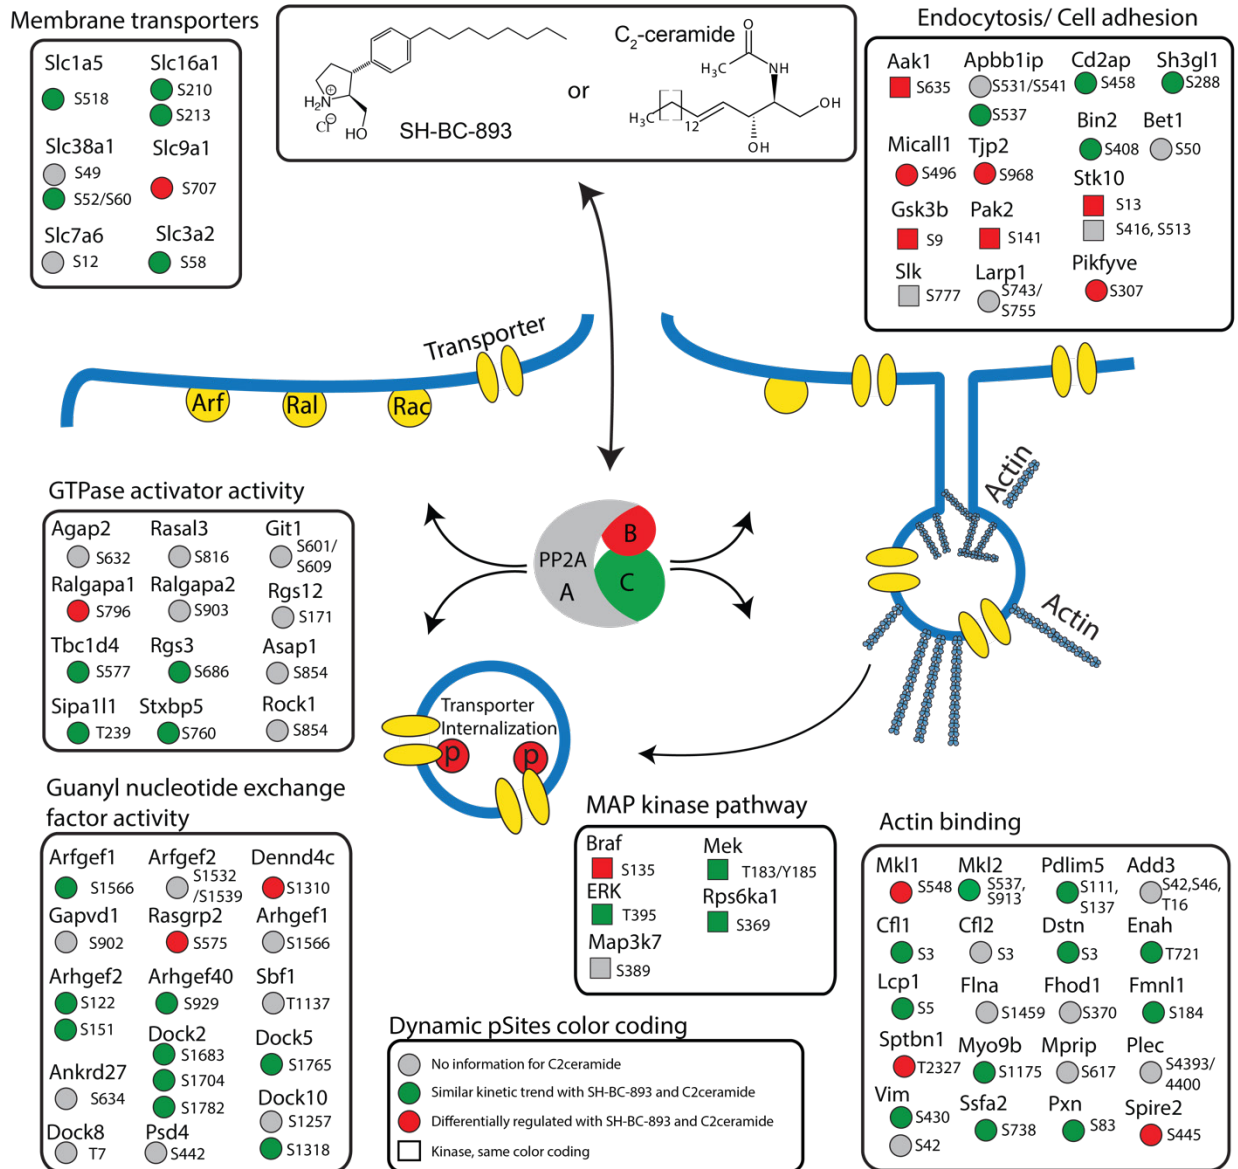 Membrane transporters
Slc1a5
S518
Slc16a1
S210
S213
Slc38a1
S49
S52/S60
Slc9a1
S707
Slc7a6
S12
Slc3a2
S58
H2N
+
Cl-
HO
SH-BC-893
or
C2-ceramide
O
H3C
NH
H3C
12
OH
OH
Endocytosis/ Cell adhesion
Aak1
S635
Apbb1ip
S531/S541
S537
Cd2ap
S458
Sh3gl1
S288
Bin2
S408
Bet1
S50
Micall1
S496
Tjp2
S968
Stk10
S13
S416, S513
Gsk3b
S9
Pak2
S141
Slk
S777
Larp1
S743/
S755
Pikfyve
S307
Transporter
Arf
Ral
Rac
Actin
Actin
PP2A
A
B
C
GTPase activator activity
Agap2
S632
Rasal3
S816
Git1
S601/
S609
Ralgapa1
S796
Ralgapa2
S903
Rgs12
S171
Tbc1d4
S577
Rgs3
S686
Asap1
S854
Sipa1l1
T239
Stxbp5
S760
Rock1
S854
Transporter
Internalization
p
p
Guanyl nucleotide exchange
factor activity
Arfgef1
S1566
Arfgef2
S1532
/S1539
Dennd4c
S1310
Gapvd1
S902
Rasgrp2
S575
Arhgef1
S1566
Arhgef2
S122
S151
Arhgef40
S929
Sbf1
T1137
Dock2
S1683
S1704
S1782
Dock5
S1765
Ankrd27
S634
Dock10
S1257
S1318
Dock8
T7
Psd4
S442
MAP kinase pathway
Braf
S135
Mek
T183/Y185
ERK
T395
Rps6ka1
S369
Map3k7
S389
Dynamic pSites color coding
No information for C2ceramide
Similar kinetic trend with SH-BC-893 and C2ceramide
Differentially regulated with SH-BC-893 and C2ceramide
Kinase, same color coding
Actin binding
Mkl1
S548
Mkl2
S537,
S913
Pdlim5
S111,
S137
Add3
S42,S46,
T16
Cfl1
S3
Cfl2
S3
Dstn
S3
Enah
T721
Lcp1
S5
Flna
S1459
Fhod1
S370
Fmnl1
S184
Sptbn1
T2327
Myo9b
S1175
Mprip
S617
Plec
S4393/
4400
Vim
S430
S42
Ssfa2
S738
Pxn
S83
Spire2
S445